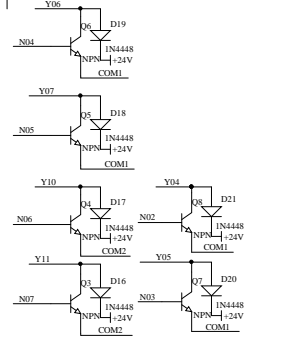 Y06
Q6
D19
N04
1N4448
NPN
+24V
COM1
Y07
Q5
D18
N05
1N4448
NPN
+24V
COM1
Y10
Q4
D17
N06
1N4448
NPN
+24V
COM2
Y04
Q8
D21
N02
1N4448
NPN
+24V
COM1
Y11
Q3
D16
N07
1N4448
NPN
+24V
COM2
Y05
Q7
D20
N03
1N4448
NPN
+24V
COM1